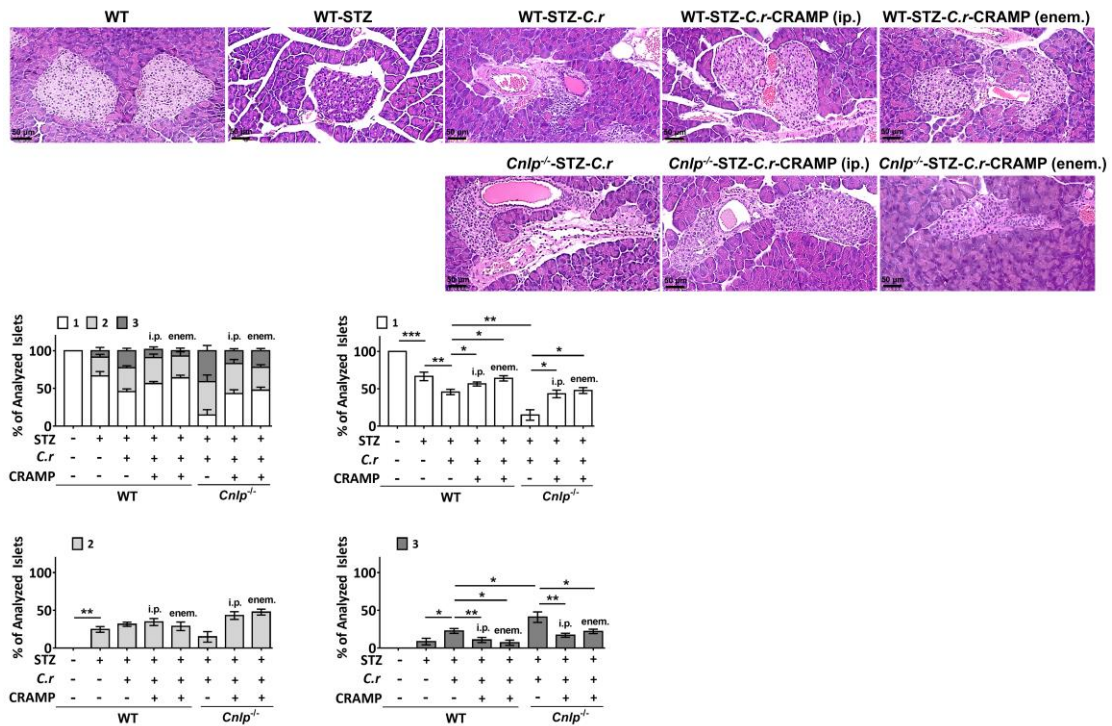 WT WT-STZ WT-STZ-C.r WT-STZ-C.r-CRAMP (ip.) WT-STZ-C.r-CRAMP (enem.)
50 µm 50 µm 50 µm 50 µm 50 µm
Cnlp-/--STZ-C.r Cnlp-/--STZ-C.r-CRAMP (ip.) Cnlp-/--STZ-C.r-CRAMP (enem.)
50 µm 50 µm 50 µm
1 2 3
% of Analyzed Islets
100
50
0
i.p. enem. i.p. enem.
STZ - + + + + + + +
C.r - - + + + + + +
CRAMP - - - + + - + +
WT Cnlp-/-
1
% of Analyzed Islets
100
50
0
*** ** * * ** * *
i.p. enem. i.p. enem.
STZ - + + + + + + +
C.r - - + + + + + +
CRAMP - - - + + - + +
WT Cnlp-/-
2
% of Analyzed Islets
100
50
0
**
i.p. enem. i.p. enem.
STZ - + + + + + + +
C.r - - + + + + + +
CRAMP - - - + + - + +
WT Cnlp-/-
3
% of Analyzed Islets
100
50
0
* ** * * ** *
i.p. enem. i.p. enem.
STZ - + + + + + + +
C.r - - + + + + + +
CRAMP - - - + + - + +
WT Cnlp-/-